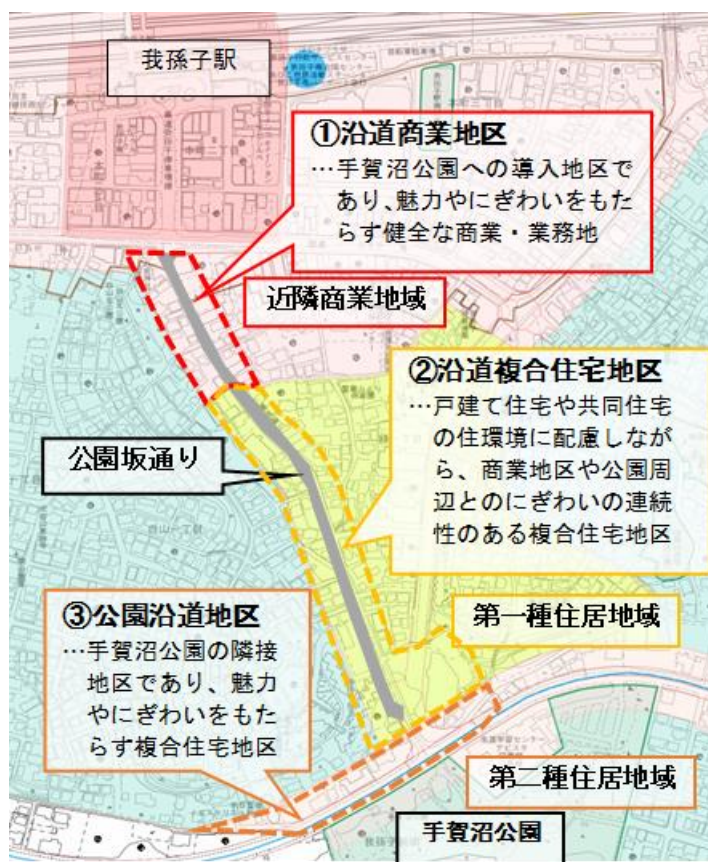 我孫子駅
①沿道商業地区
…手賀沼公園への導入地区で
あり、魅力やにぎわいをもた
らす健全な商業・業務地
近隣商業地域
②沿道複合住宅地区
…戸建て住宅や共同住宅
の住環境に配慮しなが
ら、商業地区や公園周
辺とのにぎわいの連続
性のある複合住宅地区
公園坂通り
第一種住居地域
③公園沿道地区
…手賀沼公園の隣接
地区であり、魅力
やにぎわいをもた
らす複合住宅地区
第二種住居地域
手賀沼公園